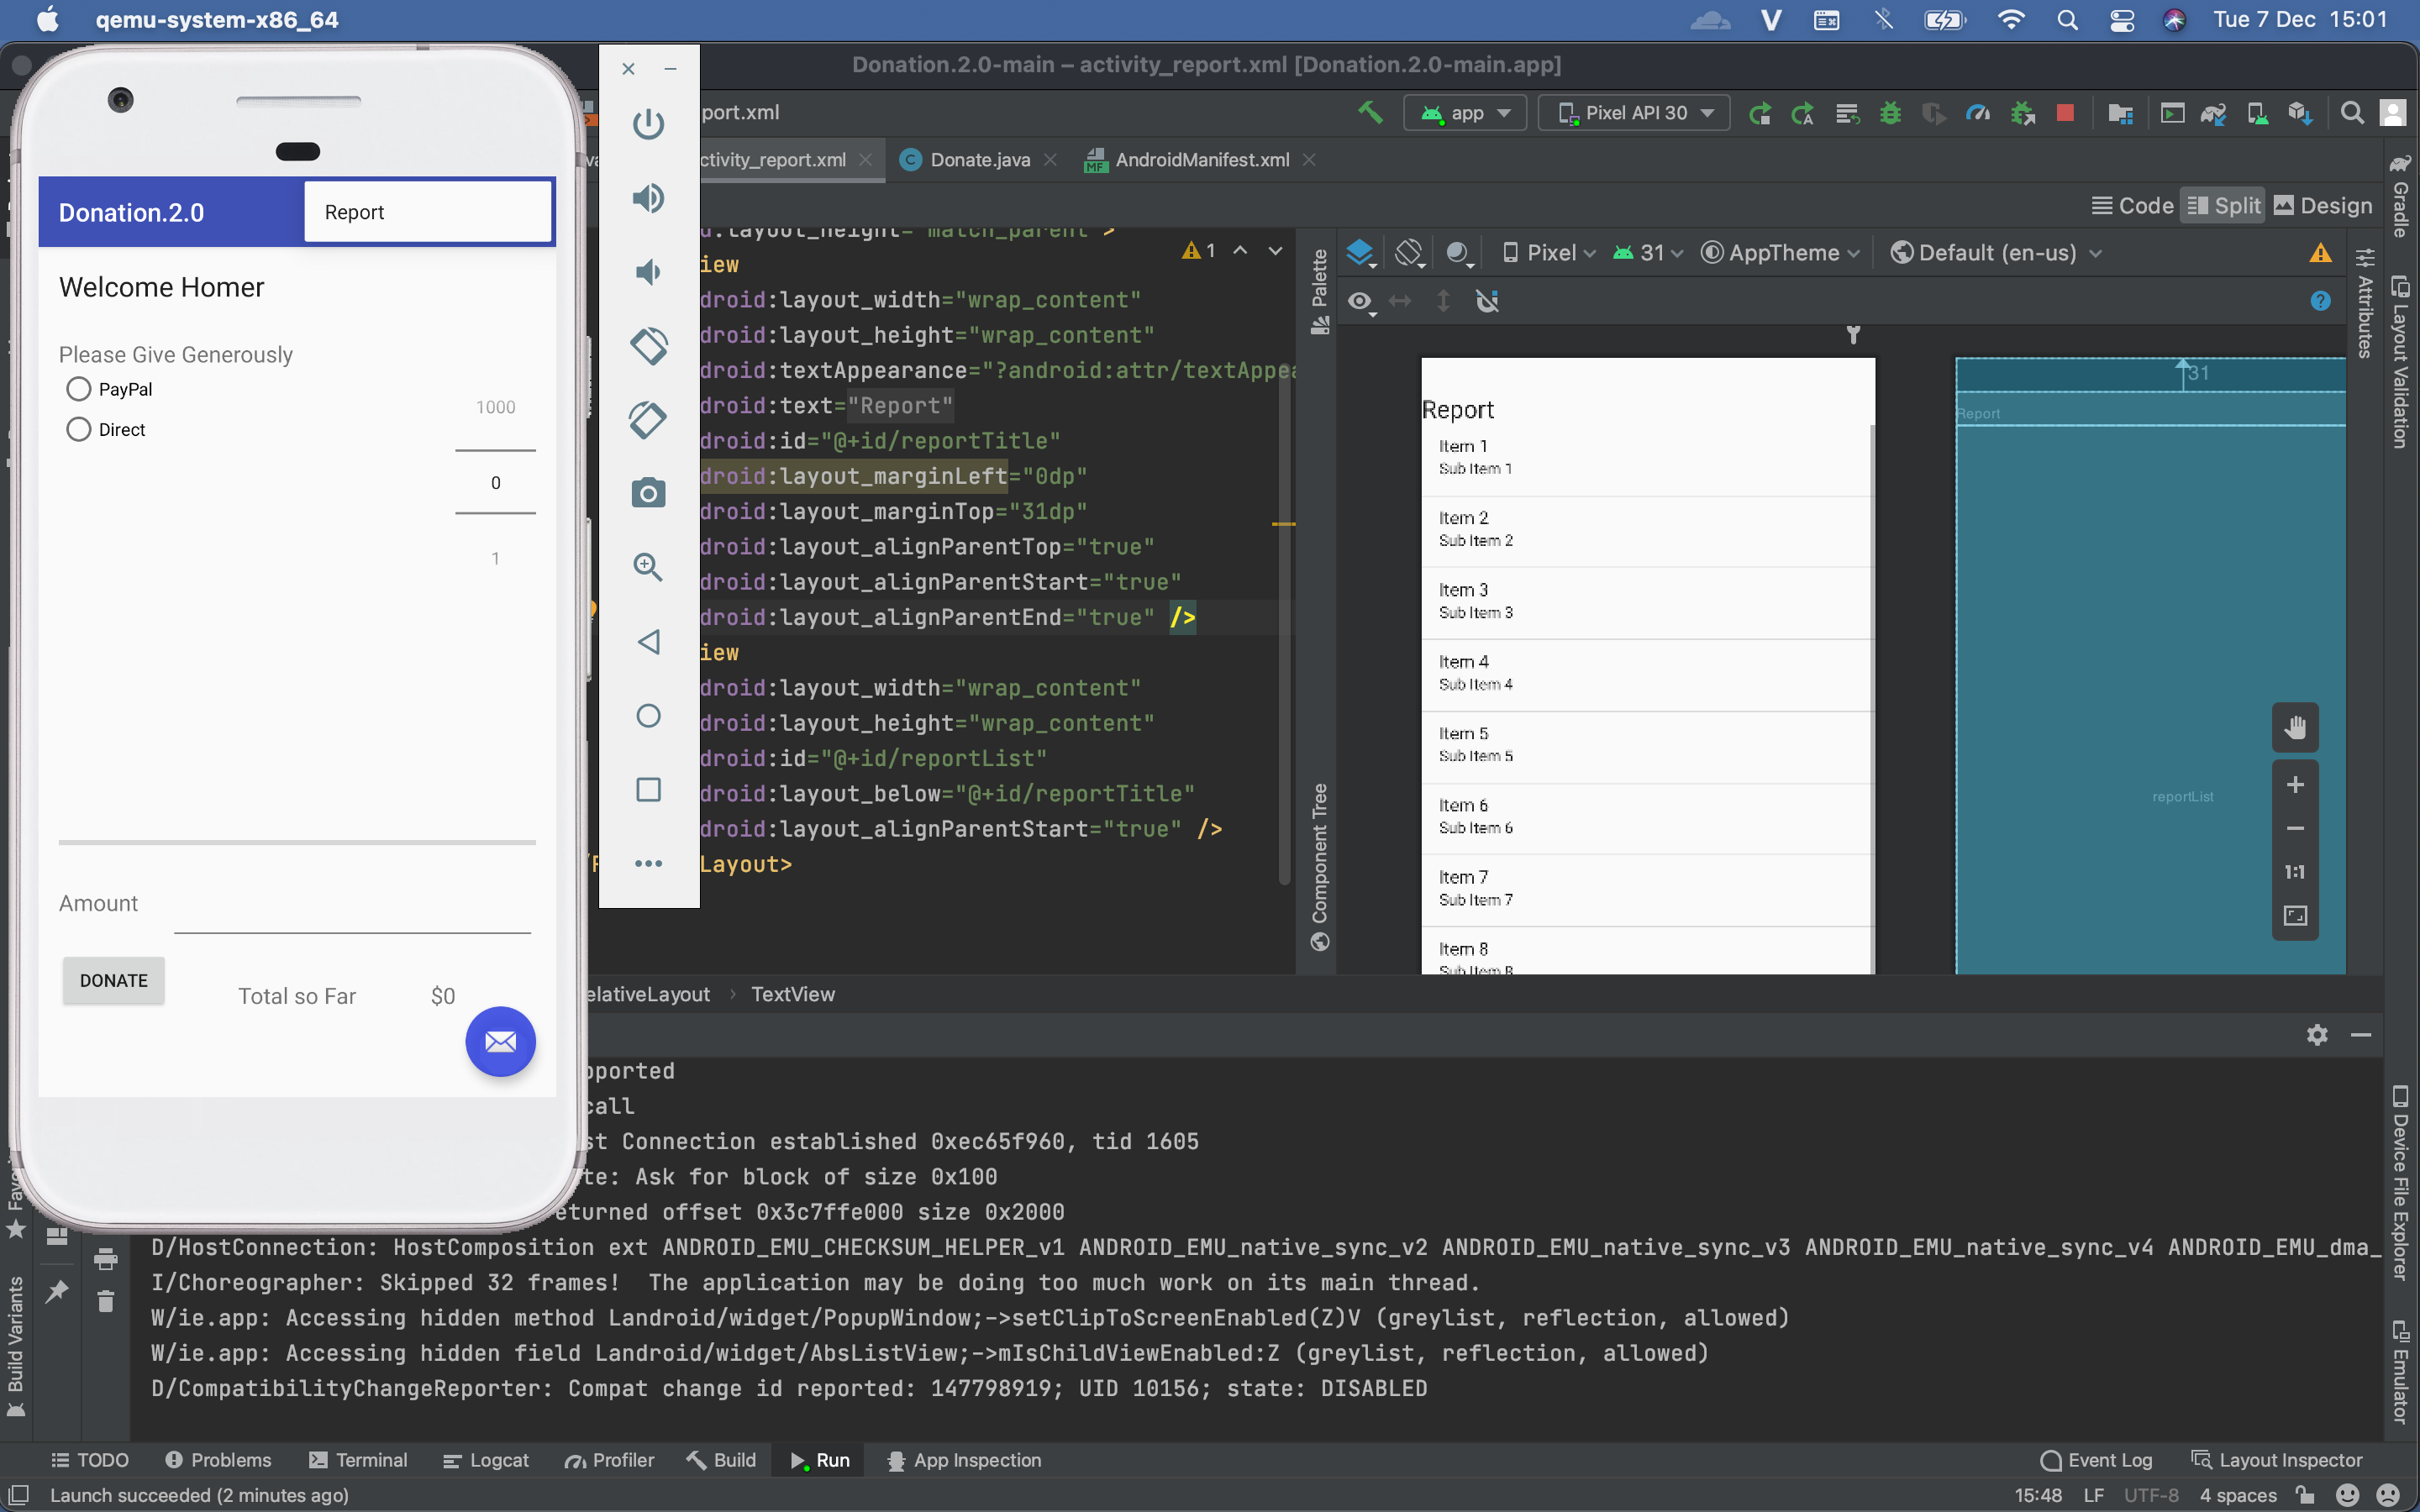 qemu-system-x86_64
Tue 7 Dec 15:01
Donation.2.0-main – activity_report.xml [Donation.2.0-main.app]
port.xml
app
Pixel API 30
ctivity_report.xml
Donate.java
AndroidManifest.xml
Code
Split
Design
Donation.2.0
Report
Welcome Homer
Please Give Generously
PayPal
Direct
1000
0
1
Amount
DONATE
Total so Far
$0
d:layout_height="match_parent">
iew
droid:layout_width="wrap_content"
droid:layout_height="wrap_content"
droid:textAppearance="?android:attr/textAppea
droid:text="Report"
droid:id="@+id/reportTitle"
droid:layout_marginLeft="0dp"
droid:layout_marginTop="31dp"
droid:layout_alignParentTop="true"
droid:layout_alignParentStart="true"
droid:layout_alignParentEnd="true" />
iew
droid:layout_width="wrap_content"
droid:layout_height="wrap_content"
droid:id="@+id/reportList"
droid:layout_below="@+id/reportTitle"
droid:layout_alignParentStart="true" />
Layout>
1
Palette
Component Tree
Pixel
31
AppTheme
Default (en-us)
Report
Item 1
Sub Item 1
Item 2
Sub Item 2
Item 3
Sub Item 3
Item 4
Sub Item 4
Item 5
Sub Item 5
Item 6
Sub Item 6
Item 7
Sub Item 7
Item 8
Sub Item 8
31
Report
reportList
1:1
Attributes
Gradle
Layout Validation
Device File Explorer
Emulator
elativeLayout
TextView
pported
call
st Connection established 0xec65f960, tid 1605
te: Ask for block of size 0x100
eturned offset 0x3c7ffe000 size 0x2000
D/HostConnection: HostComposition ext ANDROID_EMU_CHECKSUM_HELPER_v1 ANDROID_EMU_native_sync_v2 ANDROID_EMU_native_sync_v3 ANDROID_EMU_native_sync_v4 ANDROID_EMU_dma_
I/Choreographer: Skipped 32 frames!  The application may be doing too much work on its main thread.
W/ie.app: Accessing hidden method Landroid/widget/PopupWindow;->setClipToScreenEnabled(Z)V (greylist, reflection, allowed)
W/ie.app: Accessing hidden field Landroid/widget/AbsListView;->mIsChildViewEnabled:Z (greylist, reflection, allowed)
D/CompatibilityChangeReporter: Compat change id reported: 147798919; UID 10156; state: DISABLED
Favo
Build Variants
TODO
Problems
Terminal
Logcat
Profiler
Build
Run
App Inspection
Event Log
Layout Inspector
Launch succeeded (2 minutes ago)
15:48
LF
UTF-8
4 spaces